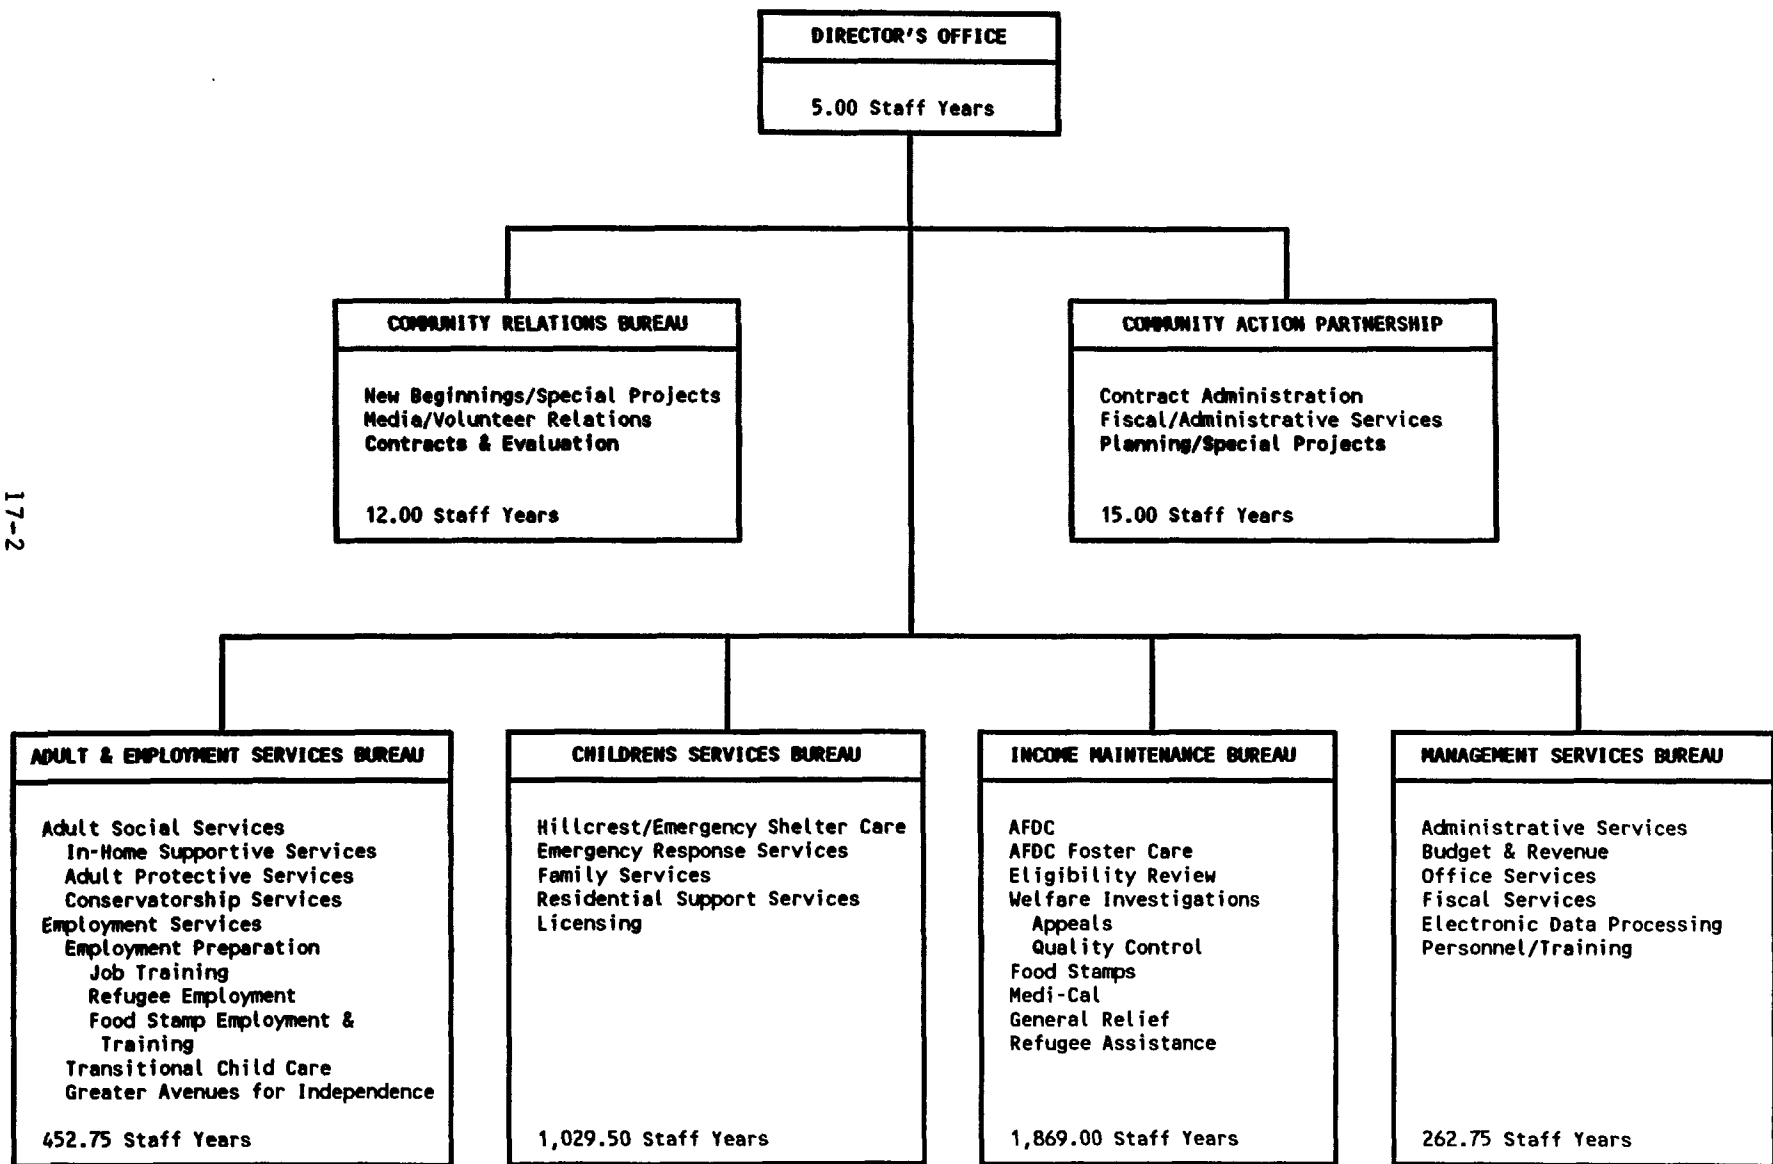 DIRECTOR'S OFFICE
5.00 Staff Years
COMMUNITY RELATIONS BUREAU
New Beginnings/Special Projects
Media/Volunteer Relations
Contracts & Evaluation
12.00 Staff Years
COMMUNITY ACTION PARTNERSHIP
Contract Administration
Fiscal/Administrative Services
Planning/Special Projects
15.00 Staff Years
17-2
ADULT & EMPLOYMENT SERVICES BUREAU
Adult Social Services
In-Home Supportive Services
Adult Protective Services
Conservatorship Services
Employment Services
Employment Preparation
Job Training
Refugee Employment
Food Stamp Employment &
Training
Transitional Child Care
Greater Avenues for Independence
452.75 Staff Years
CHILDRENS SERVICES BUREAU
Hillcrest/Emergency Shelter Care
Emergency Response Services
Family Services
Residential Support Services
Licensing
1,029.50 Staff Years
INCOME MAINTENANCE BUREAU
AFDC
AFDC Foster Care
Eligibility Review
Welfare Investigations
Appeals
Quality Control
Food Stamps
Medi-Cal
General Relief
Refugee Assistance
1,869.00 Staff Years
MANAGEMENT SERVICES BUREAU
Administrative Services
Budget & Revenue
Office Services
Fiscal Services
Electronic Data Processing
Personnel/Training
262.75 Staff Years